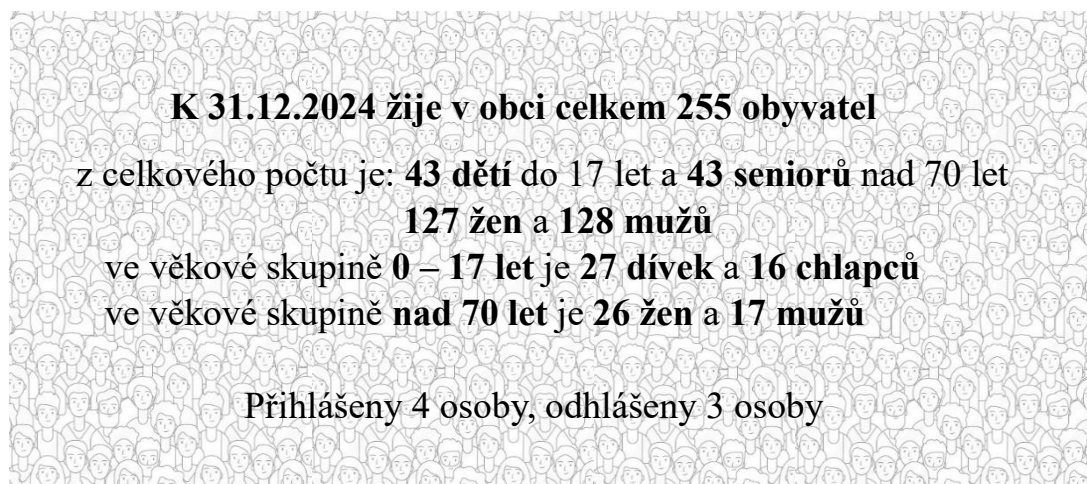 K 31.12.2024 žije v obci celkem 255 obyvatel
z celkového počtu je: 43 dětí do 17 let a 43 seniorů nad 70 let
127 žen a 128 mužů
ve věkové skupině 0 – 17 let je 27 dívek a 16 chlapců
ve věkové skupině nad 70 let je 26 žen a 17 mužů
Přihlášeny 4 osoby, odhlášeny 3 osoby